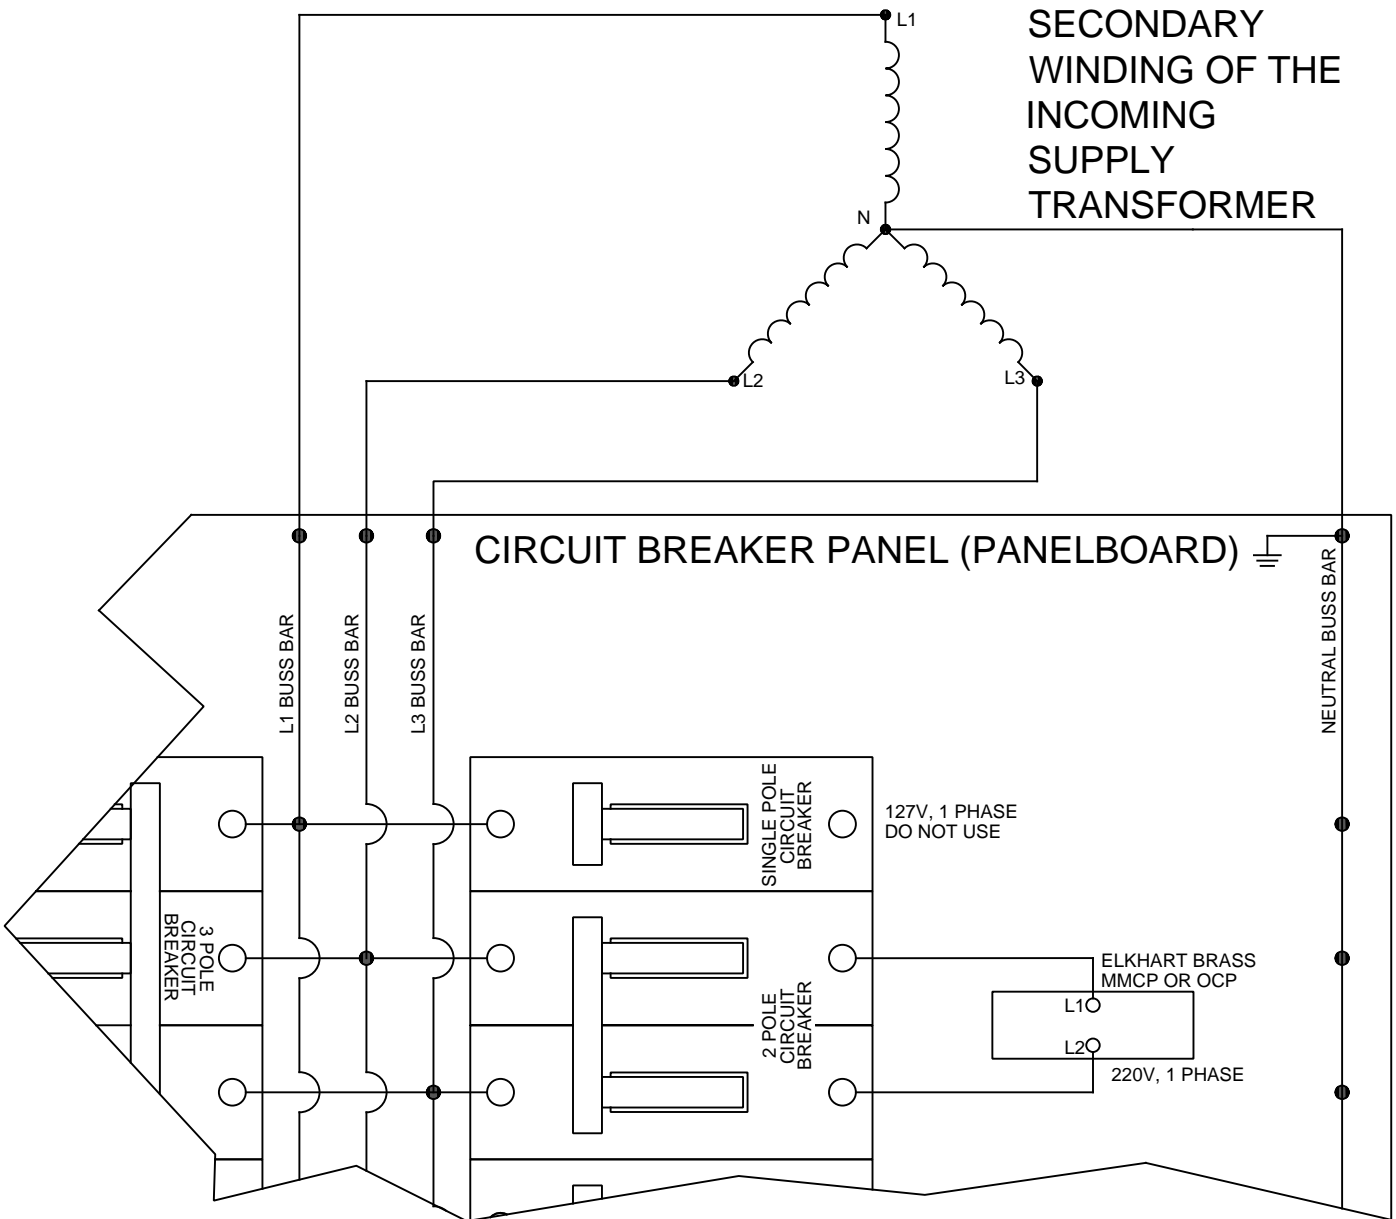 L1
SECONDARY
WINDING OF THE
INCOMING
SUPPLY
TRANSFORMER
N
L2
L3
CIRCUIT BREAKER PANEL (PANELBOARD)
L1 BUSS BAR
L2 BUSS BAR
L3 BUSS BAR
NEUTRAL BUSS BAR
SINGLE POLE
CIRCUIT
BREAKER
127V, 1 PHASE
DO NOT USE
3 POLE
CIRCUIT
BREAKER
2 POLE
CIRCUIT
BREAKER
ELKHART BRASS
MMCP OR OCP
L1
L2
220V, 1 PHASE